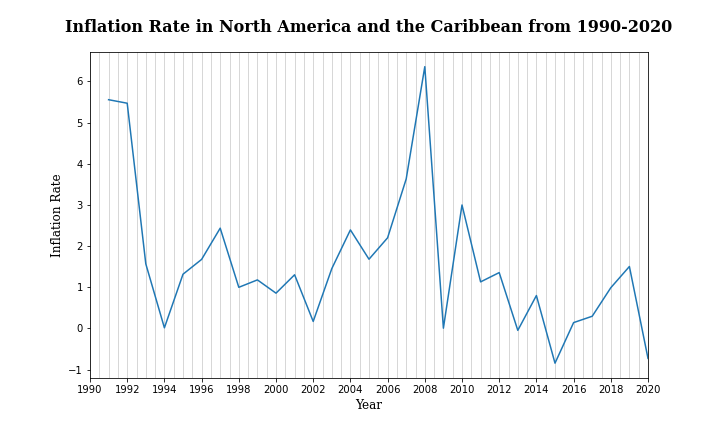 Inflation Rate in North America and the Caribbean from 1990-2020
6
5
4
3
2
1
0
−1
Inflation Rate
1990 1992 1994 1996 1998 2000 2002 2004 2006 2008 2010 2012 2014 2016 2018 2020
Year